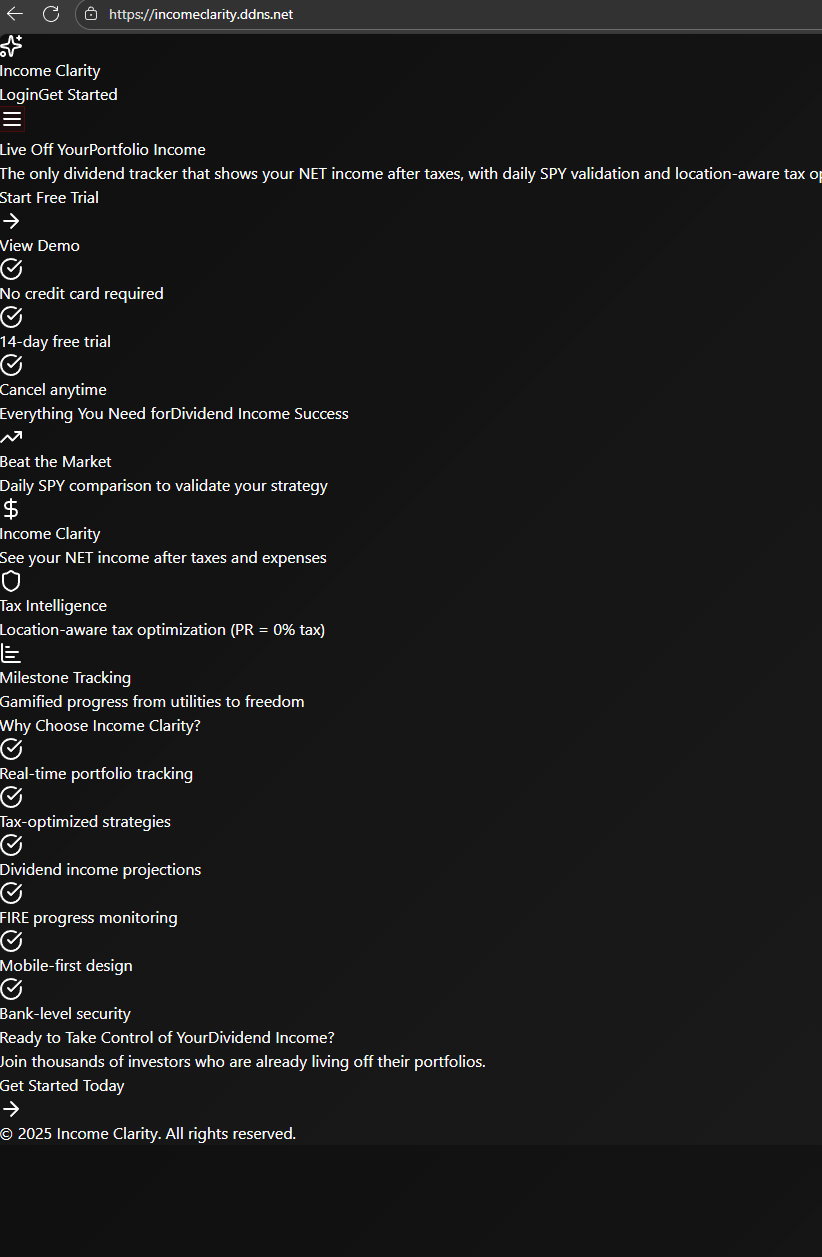 https://incomeclarity.ddns.net
Income Clarity
LoginGet Started
Live Off YourPortfolio Income
The only dividend tracker that shows your NET income after taxes, with daily SPY validation and location-aware tax
Start Free Trial
View Demo
No credit card required
14-day free trial
Cancel anytime
Everything You Need forDividend Income Success
Beat the Market
Daily SPY comparison to validate your strategy
Income Clarity
See your NET income after taxes and expenses
Tax Intelligence
Location-aware tax optimization (PR = 0% tax)
Milestone Tracking
Gamified progress from utilities to freedom
Why Choose Income Clarity?
Real-time portfolio tracking
Tax-optimized strategies
Dividend income projections
FIRE progress monitoring
Mobile-first design
Bank-level security
Ready to Take Control of YourDividend Income?
Join thousands of investors who are already living off their portfolios.
Get Started Today
© 2025 Income Clarity. All rights reserved.